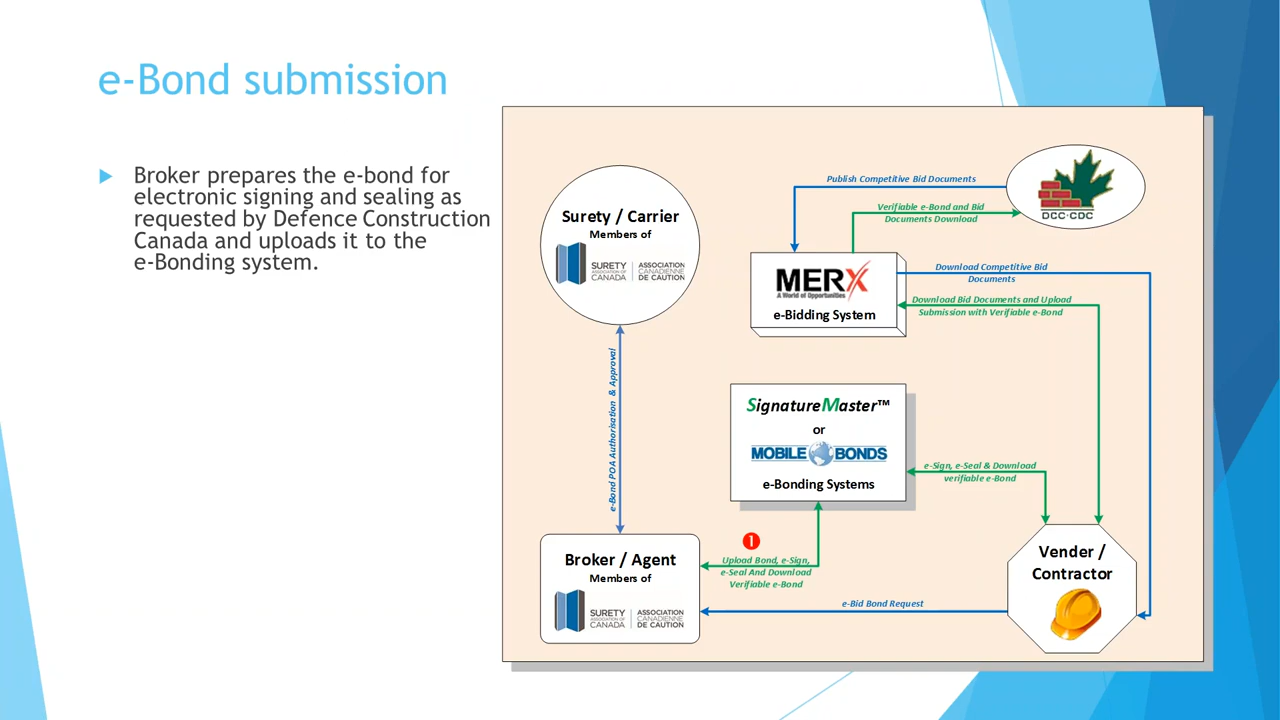 e-Bond submission
Broker prepares the e-bond for
electronic signing and sealing as
requested by Defence Construction
Canada and uploads it to the
e-Bonding system.
Surety / Carrier
Members of
SURETY
ASSOCIATION OF
CANADA
ASSOCIATION
CANADIENNE
DE CAUTION
Publish Competitive Bid Documents
Verifiable e-Bond and Bid
Documents Download
DCC·CDC
MERX
A World of Opportunities
e-Bidding System
Download Competitive Bid
Documents
Download Bid Documents and Upload
Submission with Verifiable e-Bond
e-Bond POA Authorisation & Approval
SignatureMaster™
or
MOBILE BONDS
e-Bonding Systems
e-Sign, e-Seal & Download
verifiable e-Bond
1
Upload Bond, e-Sign,
e-Seal And Download
Verifiable e-Bond
Broker / Agent
Members of
SURETY
ASSOCIATION OF
CANADA
ASSOCIATION
CANADIENNE
DE CAUTION
e-Bid Bond Request
Vender /
Contractor